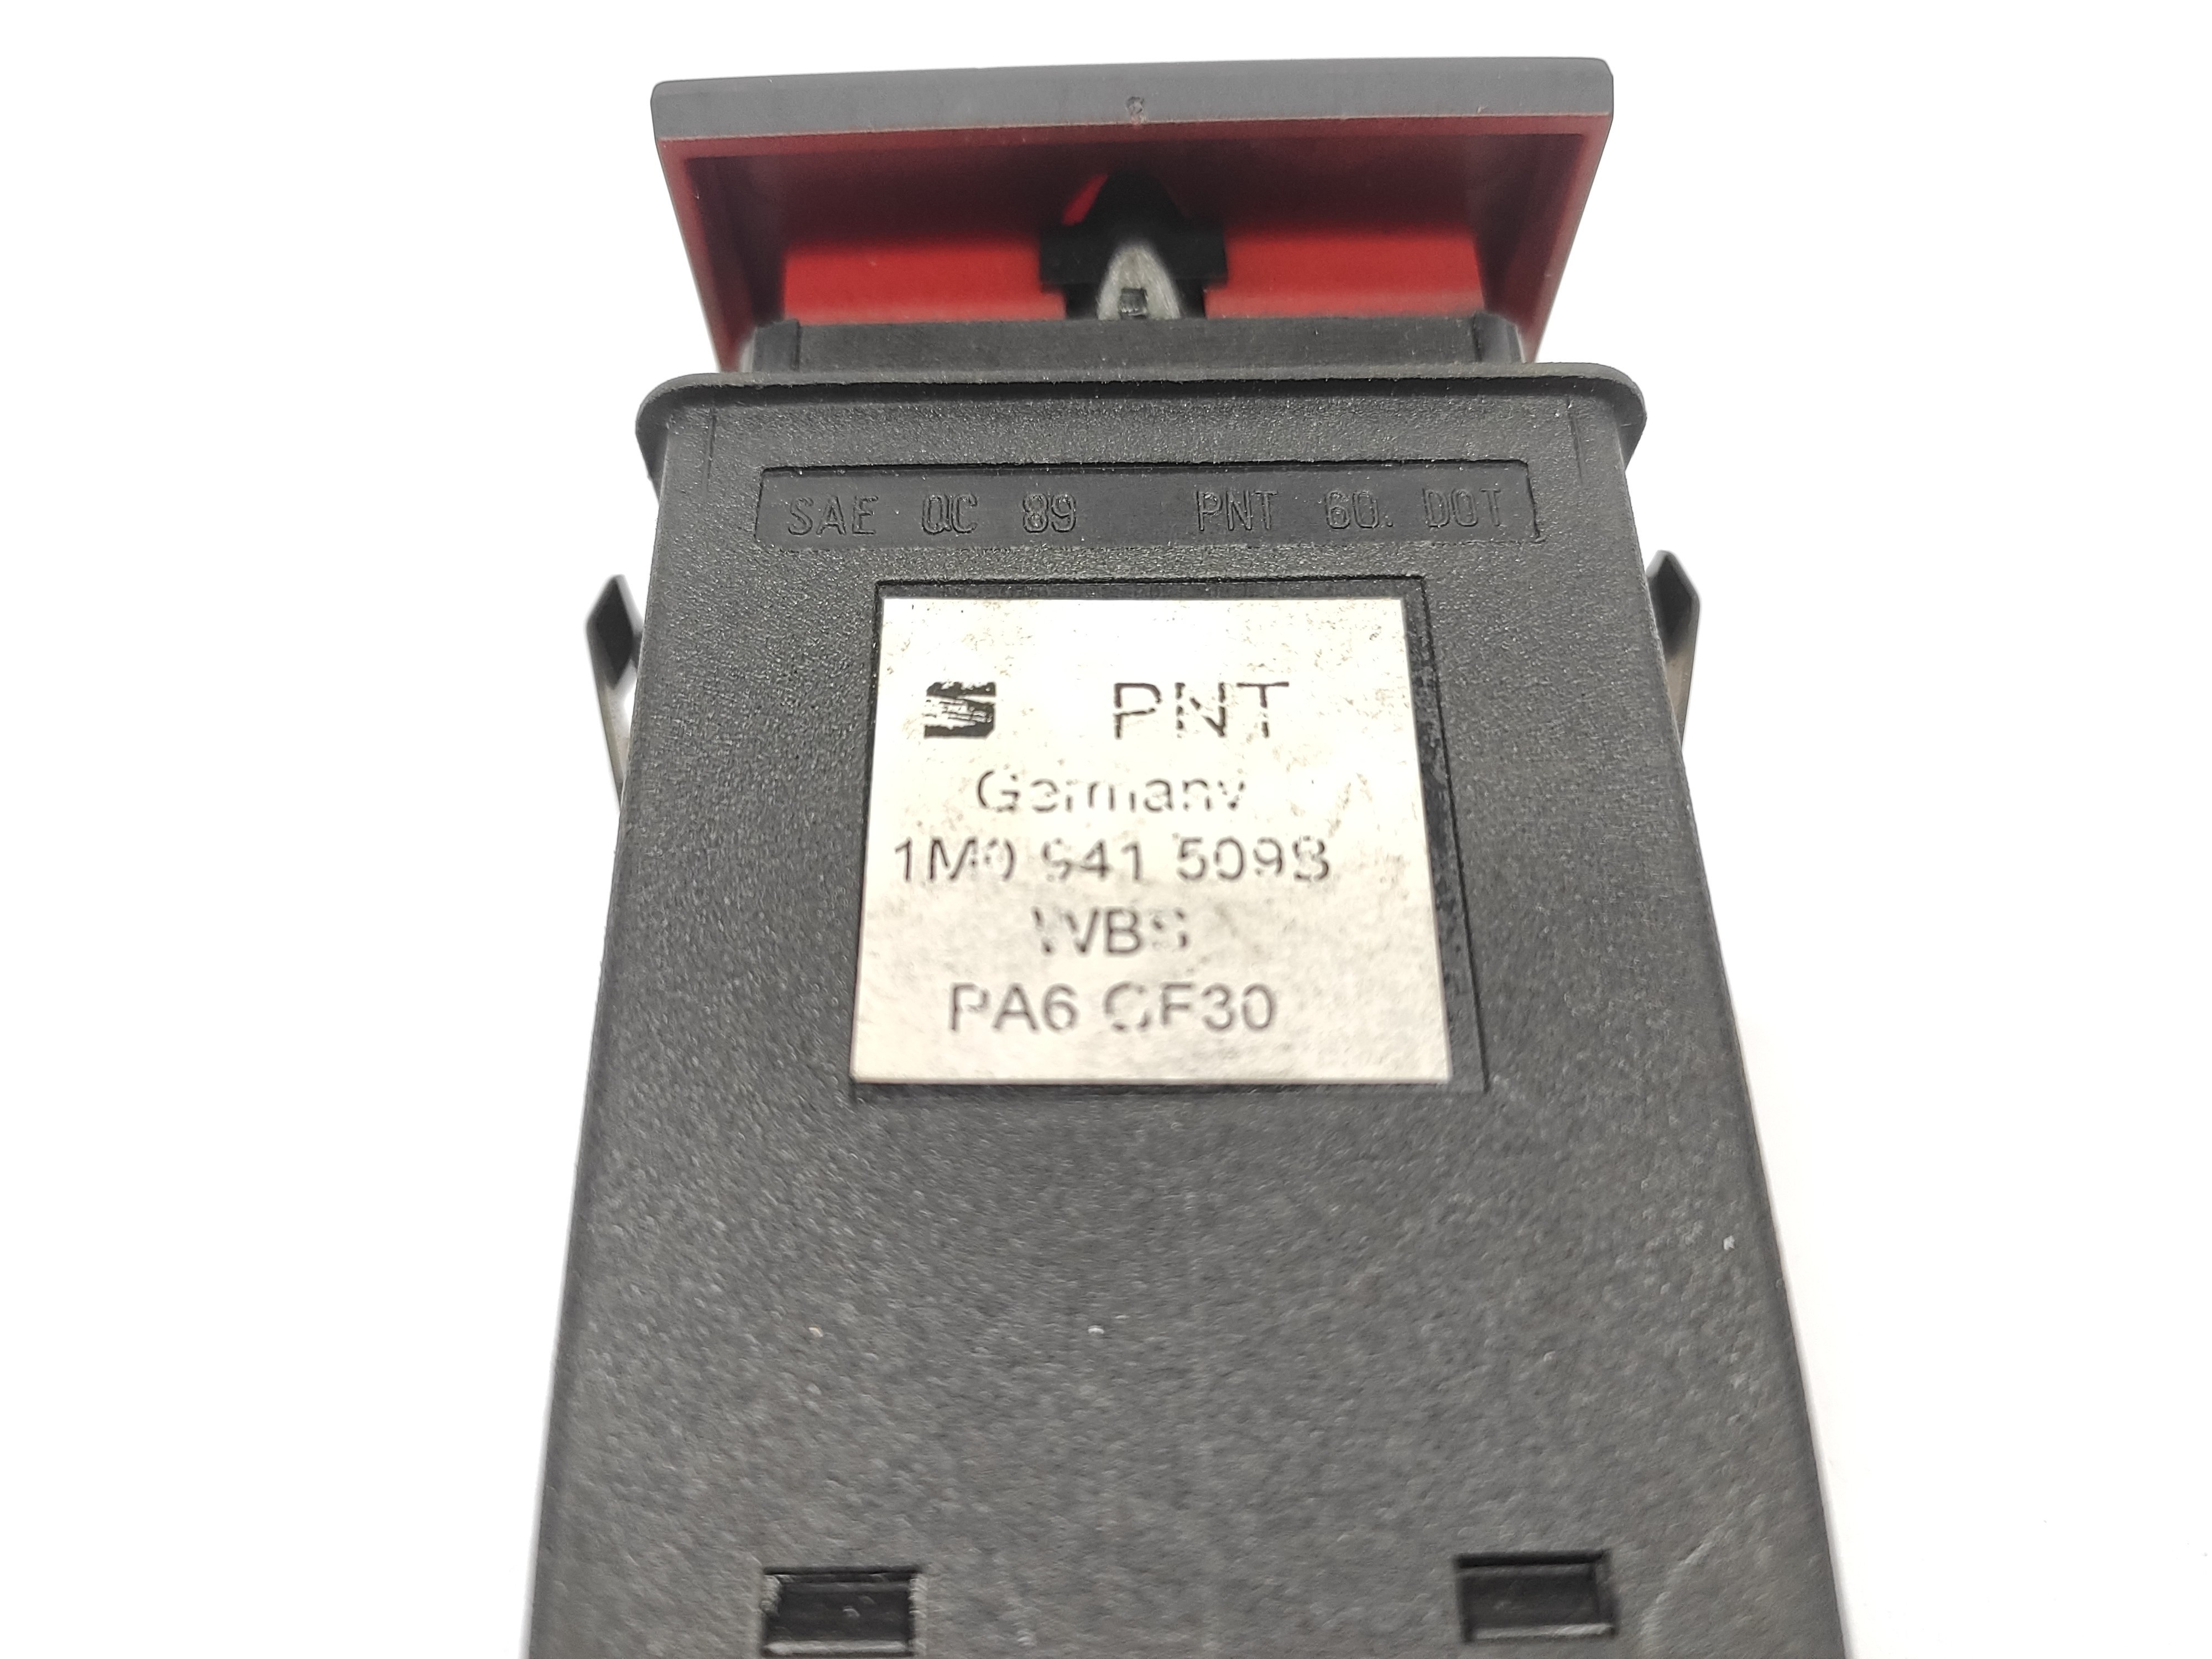 SAE QC 89 PNT 60. DOT
PNT
Germany
1M0 941 509B
WBS
PA6 GF30